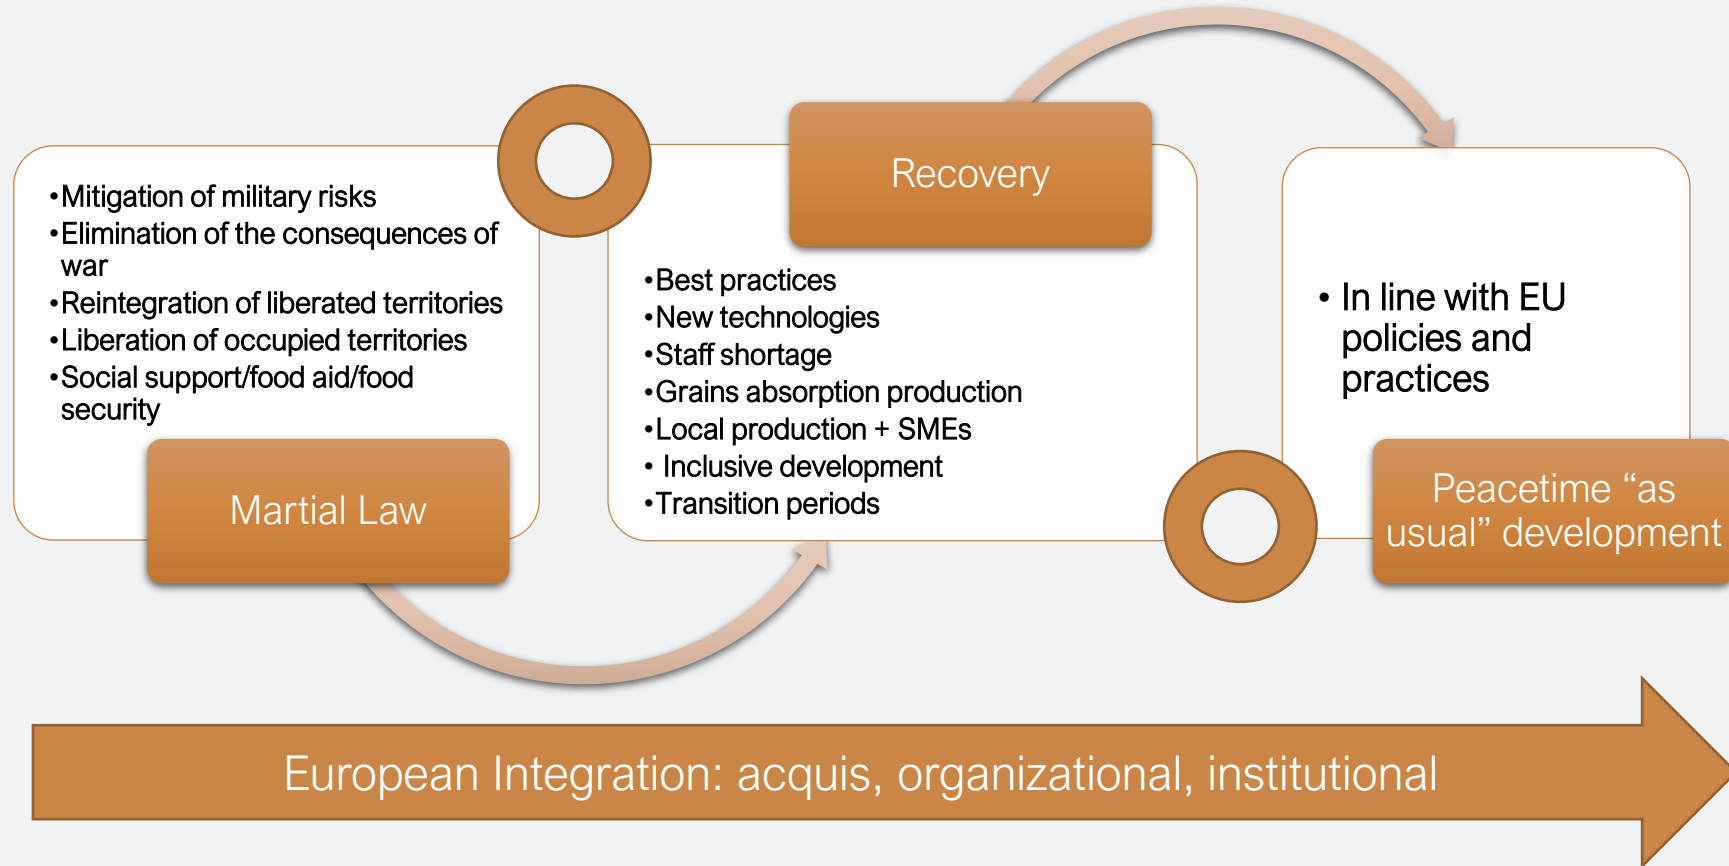 •Mitigation of military risks
•Elimination of the consequences of
war
•Reintegration of liberated territories
•Liberation of occupied territories
•Social support/food aid/food
security
Martial Law
Recovery
•Best practices
•New technologies
•Staff shortage
•Grains absorption production
•Local production + SMEs
• Inclusive development
•Transition periods
• In line with EU
policies and
practices
Peacetime “as
usual” development
European Integration: acquis, organizational, institutional